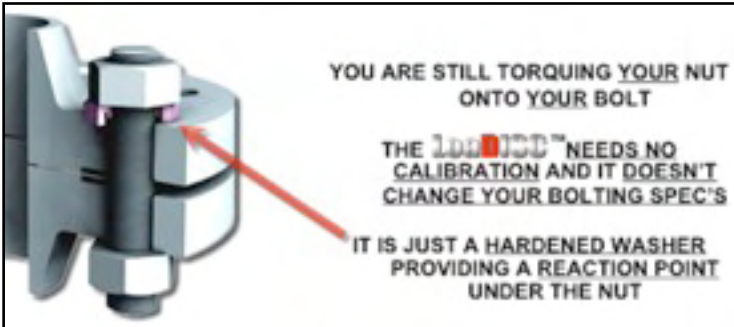 YOU ARE STILL TORQUING YOUR NUT
ONTO YOUR BOLT
THE ™ NEEDS NO
CALIBRATION AND IT DOESN'T
CHANGE YOUR BOLTING SPEC'S
IT IS JUST A HARDENED WASHER
PROVIDING A REACTION POINT
UNDER THE NUT